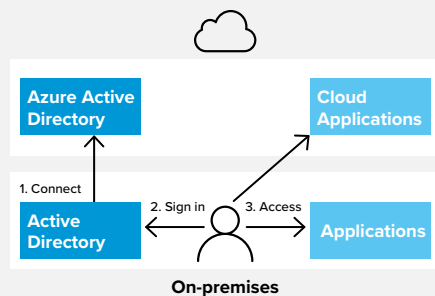 Azure Active
Directory
Cloud
Applications
1. Connect
2. Sign in
3. Access
Active
Directory
Applications
On-premises